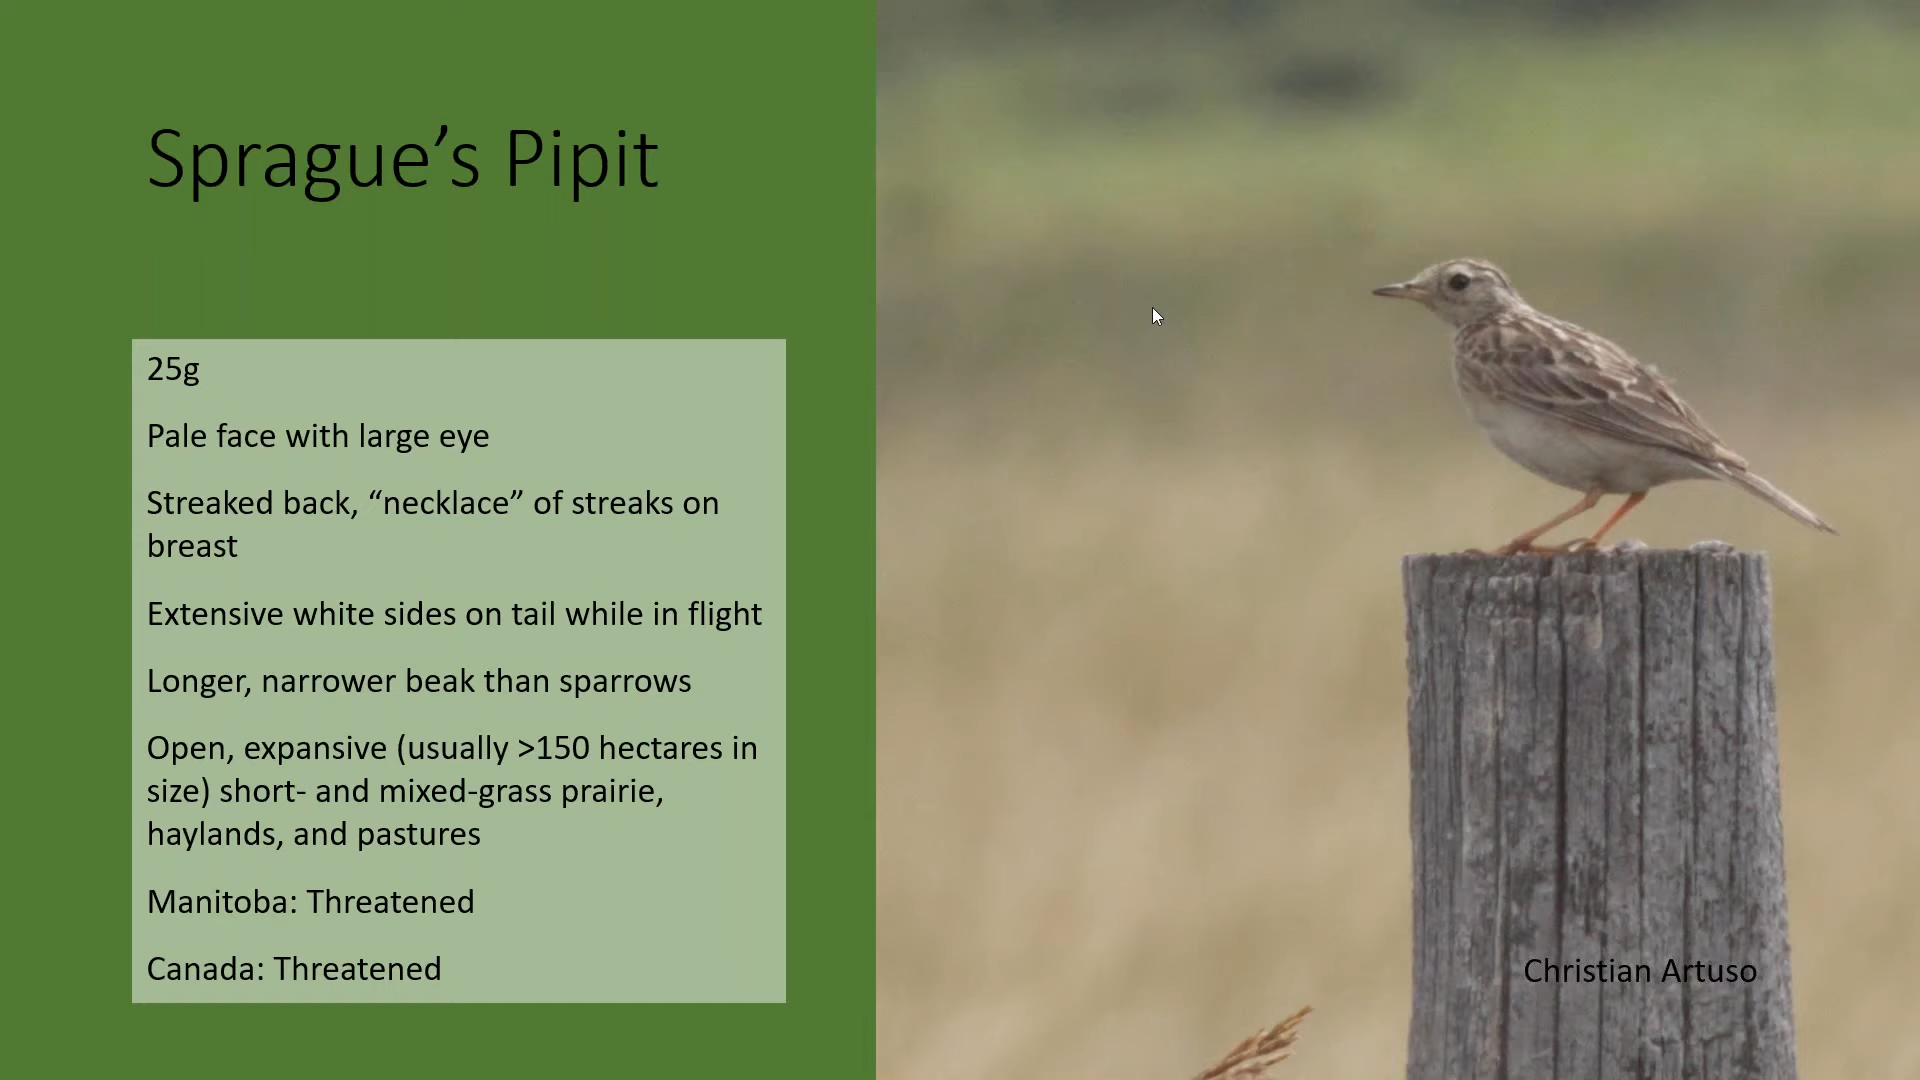 Sprague’s Pipit
25g
Pale face with large eye
Streaked back, “necklace” of streaks on
breast
Extensive white sides on tail while in flight
Longer, narrower beak than sparrows
Open, expansive (usually >150 hectares in
size) short- and mixed-grass prairie,
haylands, and pastures
Manitoba: Threatened
Canada: Threatened
Christian Artuso